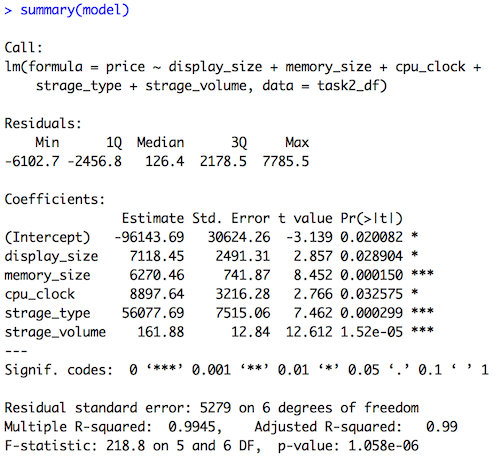 > summary(model)
Call:
lm(formula = price ~ display_size + memory_size + cpu_clock +
    strage_type + strage_volume, data = task2_df)
Residuals:
    Min      1Q  Median      3Q     Max
-6102.7 -2456.8   126.4  2178.5  7785.5
Coefficients:
               Estimate Std. Error t value Pr(>|t|)
(Intercept)   -96143.69   30624.26  -3.139 0.020082 *
display_size    7118.45    2491.31   2.857 0.028904 *
memory_size     6270.46     741.87   8.452 0.000150 ***
cpu_clock       8897.64    3216.28   2.766 0.032575 *
strage_type    56077.69    7515.06   7.462 0.000299 ***
strage_volume    161.88      12.84  12.612 1.52e-05 ***
---
Signif. codes:  0 ‘***’ 0.001 ‘**’ 0.01 ‘*’ 0.05 ‘.’ 0.1 ‘ ’ 1
Residual standard error: 5279 on 6 degrees of freedom
Multiple R-squared:  0.9945,    Adjusted R-squared:   0.99
F-statistic: 218.8 on 5 and 6 DF,  p-value: 1.058e-06